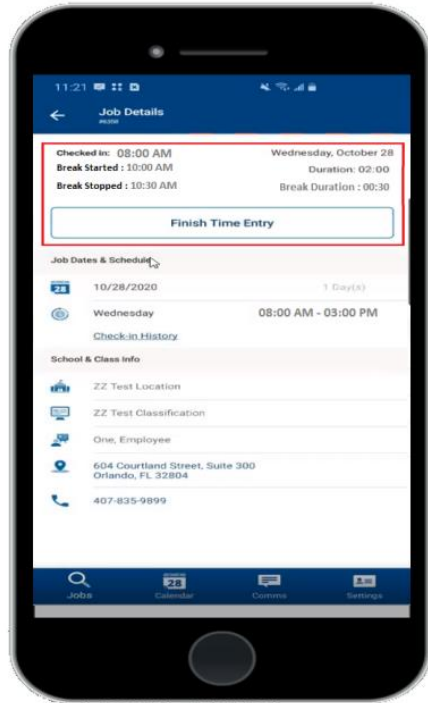 11:21
Job Details
Checked in: 08:00 AM Wednesday, October 28
Break Started : 10:00 AM Duration: 02:00
Break Stopped : 10:30 AM Break Duration : 00:30
Finish Time Entry
Job Dates & Schedule
28 10/28/2020 1 Day(s)
Wednesday 08:00 AM - 03:00 PM
Check-in History
School & Class Info
ZZ Test Location
ZZ Test Classification
One, Employee
604 Courtland Street, Suite 300
Orlando, FL 32804
407-835-9899
28
Jobs Calendar Comms Settings